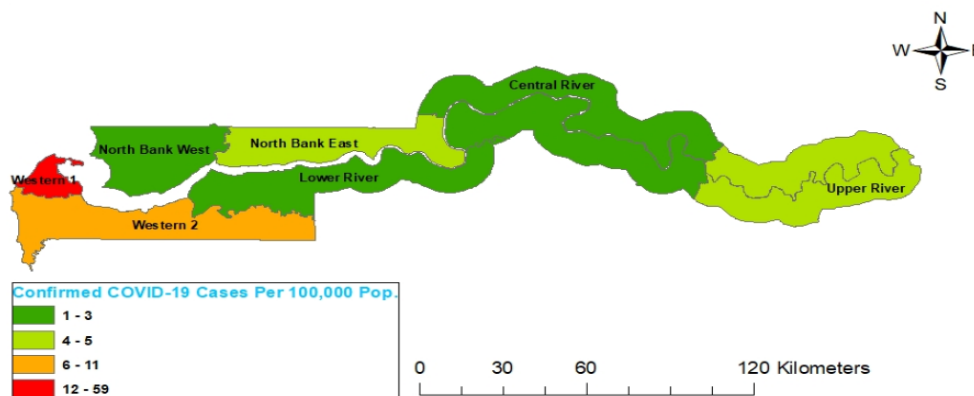 N
W
E
S
Central River
North Bank West
North Bank East
Western 1
Lower River
Upper River
Western 2
Confirmed COVID-19 Cases Per 100,000 Pop.
1 - 3
4 - 5
6 - 11
12 - 59
0 30 60 120 Kilometers